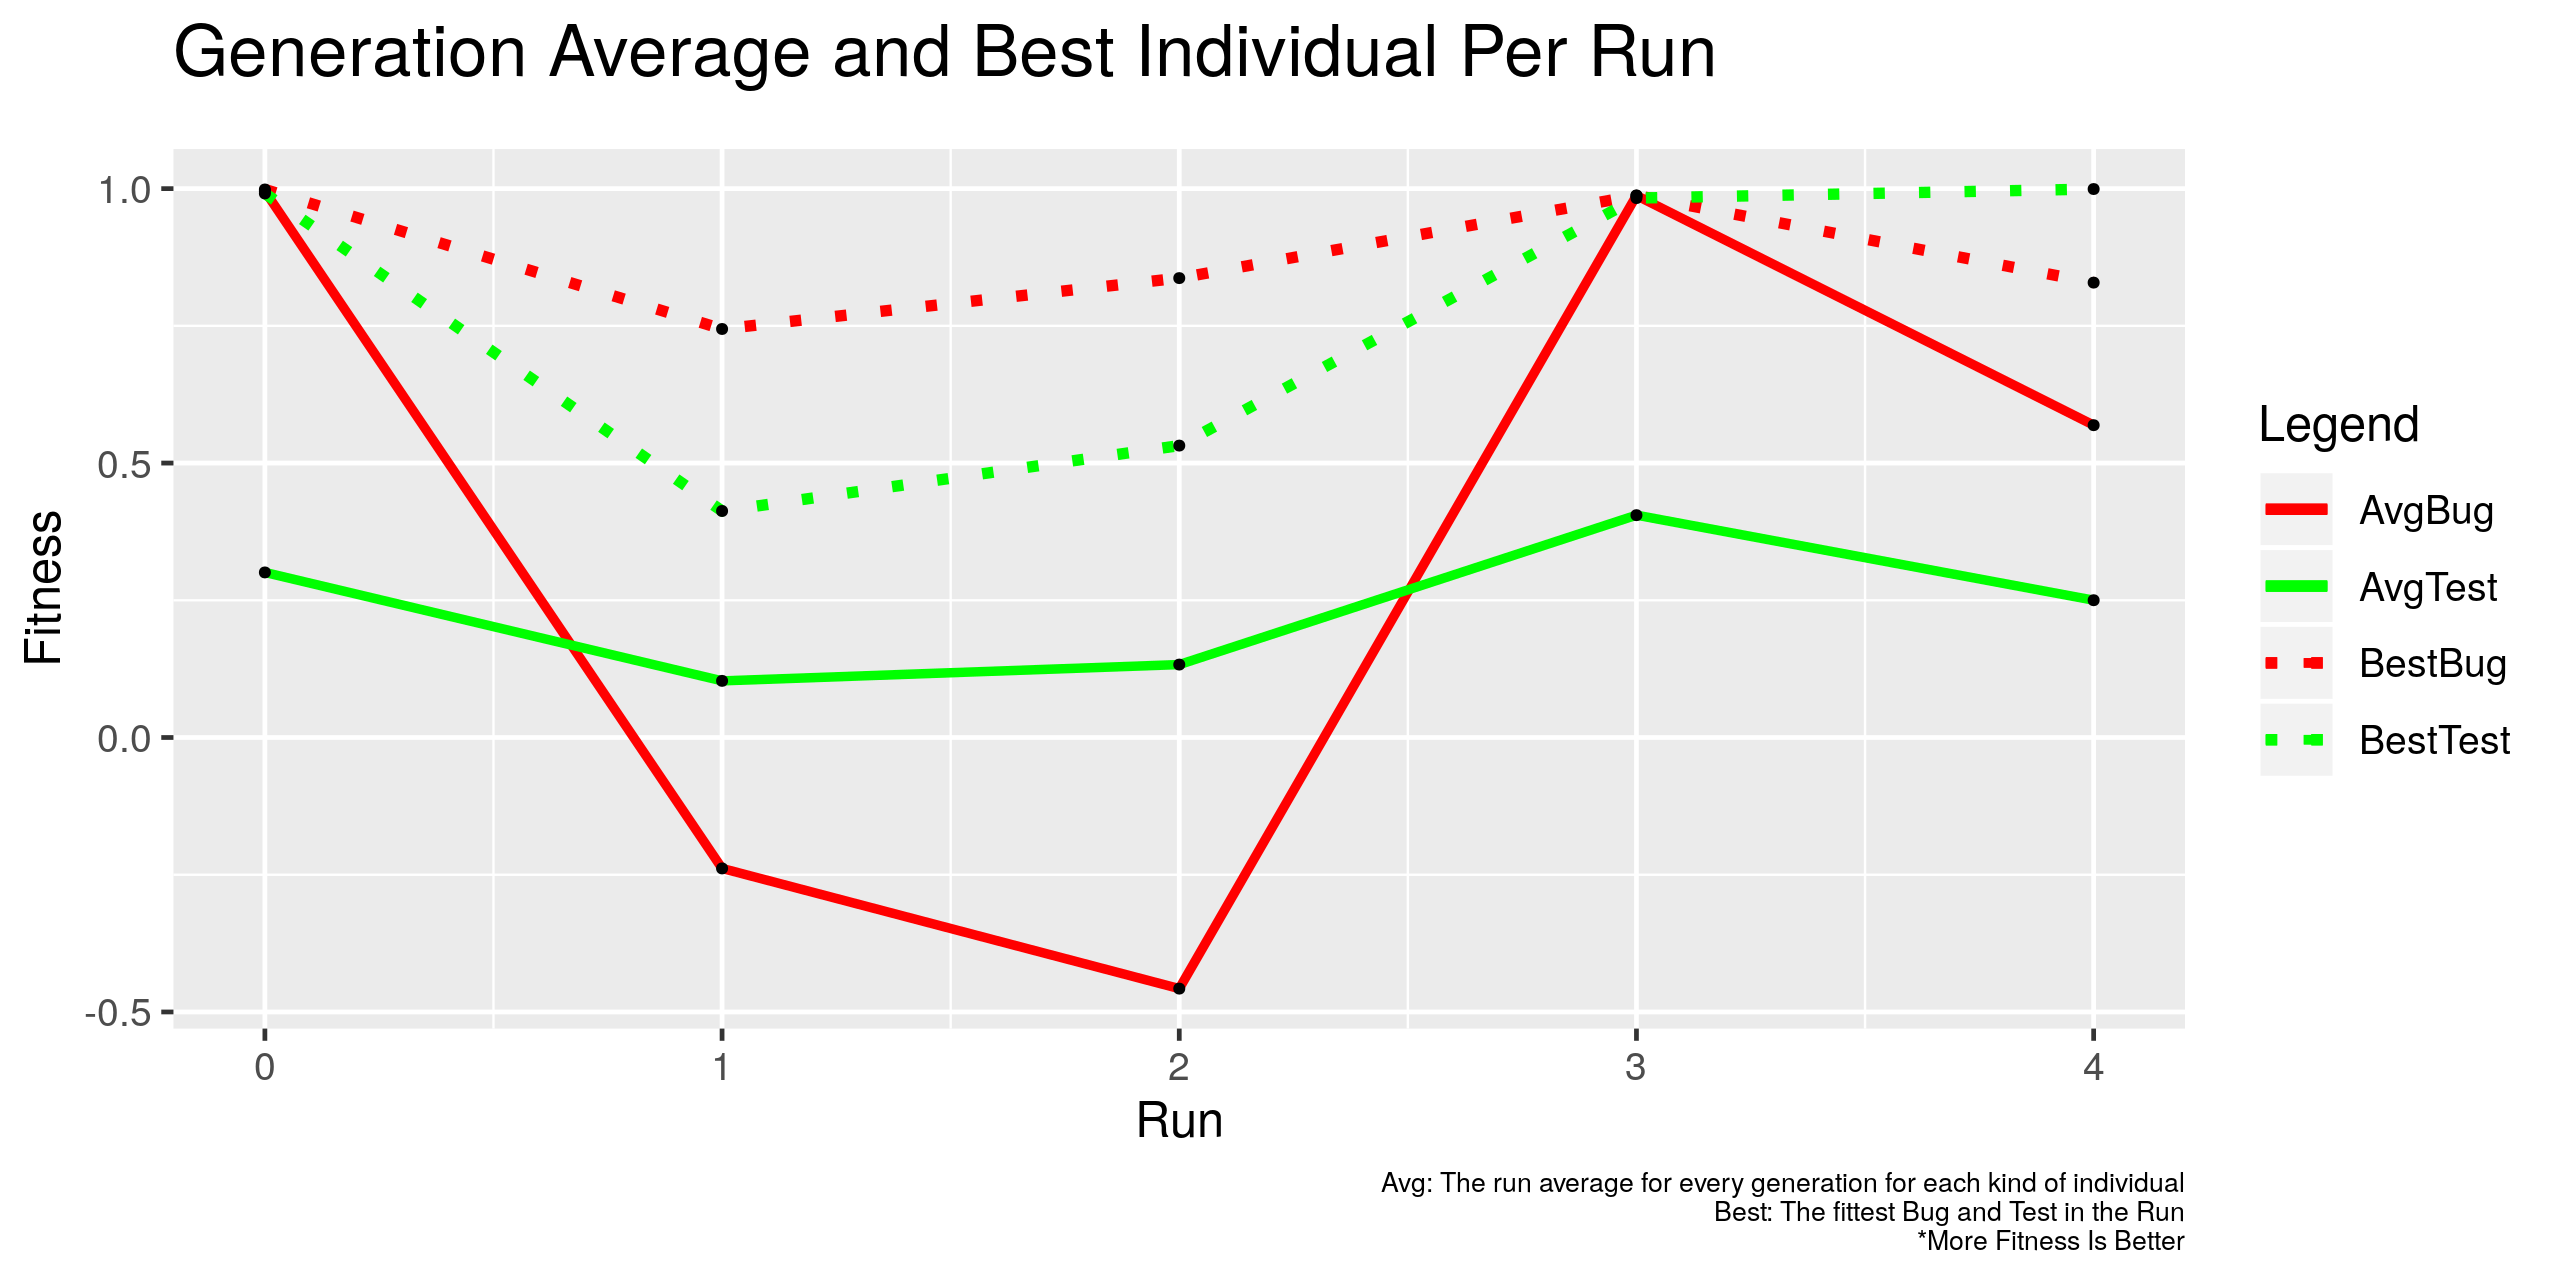 Generation Average and Best Individual Per Run
Fitness
1.0
0.5
0.0
-0.5
0 1 2 3 4
Run
Legend
AvgBug
AvgTest
BestBug
BestTest
Avg: The run average for every generation for each kind of individual
Best: The fittest Bug and Test in the Run
*More Fitness Is Better